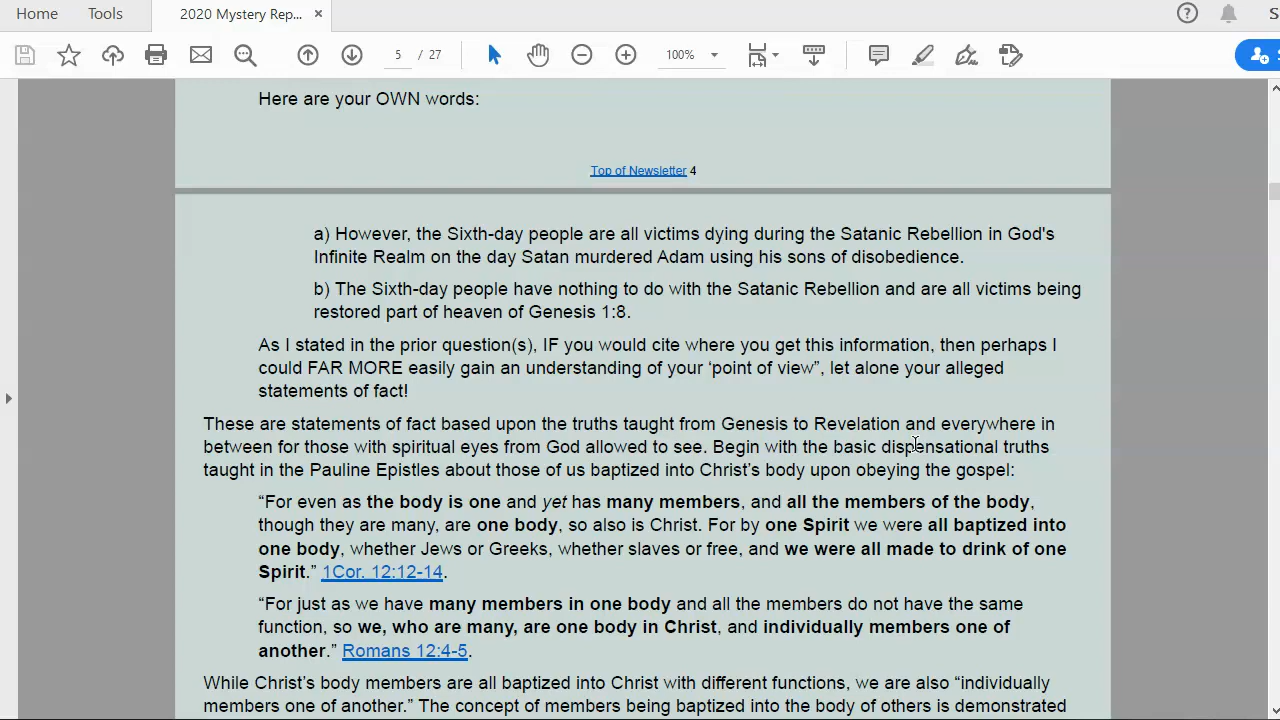 Home Tools 2020 Mystery Rep... × ? S
5 / 27 100%
Here are your OWN words:
Top of Newsletter 4
a) However, the Sixth-day people are all victims dying during the Satanic Rebellion in God's
Infinite Realm on the day Satan murdered Adam using his sons of disobedience.
b) The Sixth-day people have nothing to do with the Satanic Rebellion and are all victims being
restored part of heaven of Genesis 1:8.
As I stated in the prior question(s), IF you would cite where you get this information, then perhaps I
could FAR MORE easily gain an understanding of your ‘point of view”, let alone your alleged
statements of fact!
These are statements of fact based upon the truths taught from Genesis to Revelation and everywhere in
between for those with spiritual eyes from God allowed to see. Begin with the basic dispensational truths
taught in the Pauline Epistles about those of us baptized into Christ’s body upon obeying the gospel:
“For even as the body is one and yet has many members, and all the members of the body,
though they are many, are one body, so also is Christ. For by one Spirit we were all baptized into
one body, whether Jews or Greeks, whether slaves or free, and we were all made to drink of one
Spirit.” 1Cor. 12:12-14.
“For just as we have many members in one body and all the members do not have the same
function, so we, who are many, are one body in Christ, and individually members one of
another.” Romans 12:4-5.
While Christ’s body members are all baptized into Christ with different functions, we are also “individually
members one of another.” The concept of members being baptized into the body of others is demonstrated